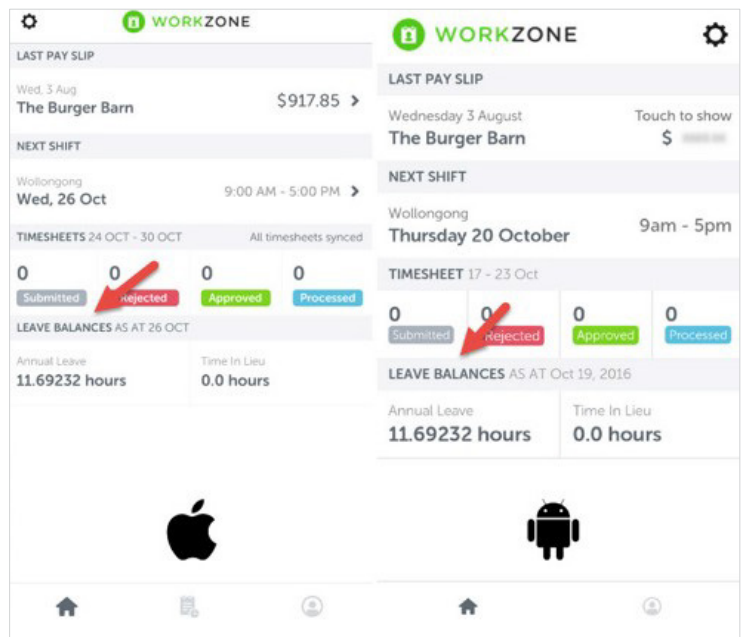 WORKZONE
LAST PAY SLIP
Wed, 3 Aug
The Burger Barn
$917.85
NEXT SHIFT
Wollongong
Wed, 26 Oct
9:00 AM - 5:00 PM
TIMESHEETS 24 OCT - 30 OCT
All timesheets synced
0 0 0 0
Submitted Rejected Approved Processed
LEAVE BALANCES AS AT 26 OCT
Annual Leave Time In Lieu
11.69232 hours 0.0 hours
WORKZONE
LAST PAY SLIP
Wednesday 3 August Touch to show
The Burger Barn $
NEXT SHIFT
Wollongong
Thursday 20 October
9am - 5pm
TIMESHEET 17 - 23 Oct
0 0 0 0
Submitted Rejected Approved Processed
LEAVE BALANCES AS AT Oct 19, 2016
Annual Leave Time In Lieu
11.69232 hours 0.0 hours